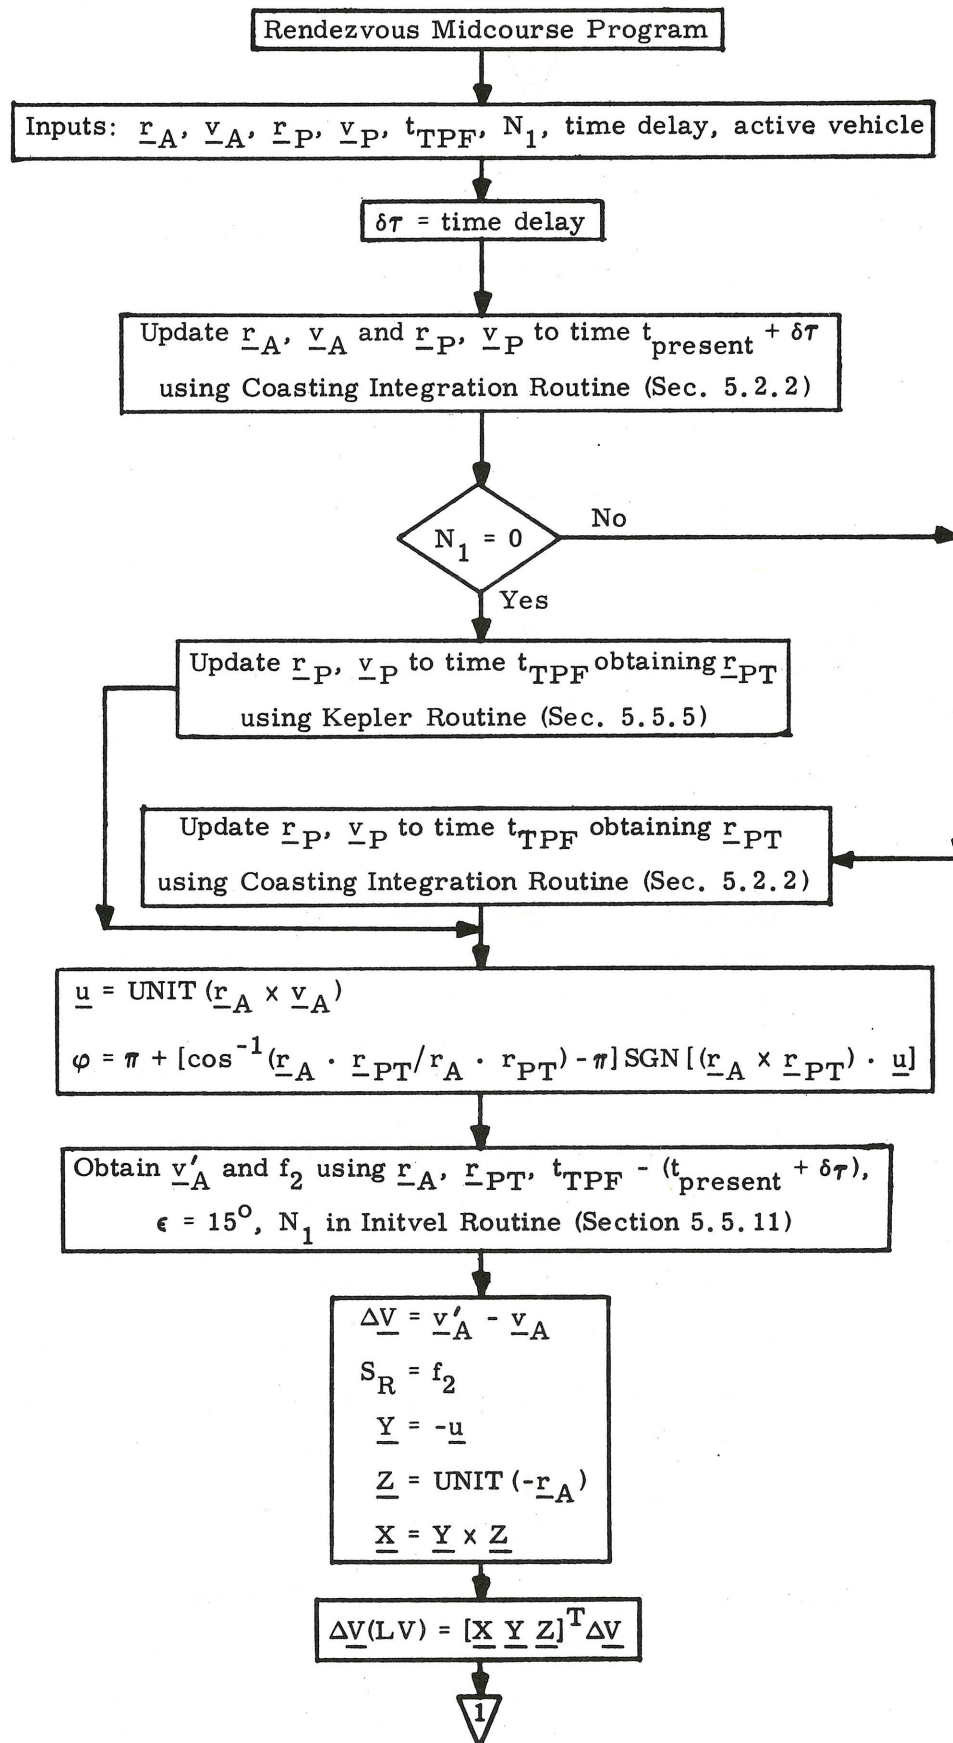 Rendezvous Midcourse Program
Inputs: r_A, v_A, r_P, v_P, t_TPF, N_1, time delay, active vehicle
δτ = time delay
Update r_A, v_A and r_P, v_P to time t_present + δτ
using Coasting Integration Routine (Sec. 5.2.2)
N_1 = 0
No
Yes
Update r_P, v_P to time t_TPF obtaining r_PT
using Kepler Routine (Sec. 5.5.5)
Update r_P, v_P to time t_TPF obtaining r_PT
using Coasting Integration Routine (Sec. 5.2.2)
u = UNIT (r_A x v_A)
φ = π + [cos^-1 (r_A · r_PT/r_A · r_PT) - π] SGN [(r_A x r_PT) · u]
Obtain v′_A and f_2 using r_A, r_PT, t_TPF - (t_present + δτ),
ϵ = 15°, N_1 in Initvel Routine (Section 5.5.11)
ΔV = v′_A - v_A
S_R = f_2
Y = -u
Z = UNIT (-r_A)
X = Y x Z
ΔV(LV) = [X Y Z]^T ΔV
1